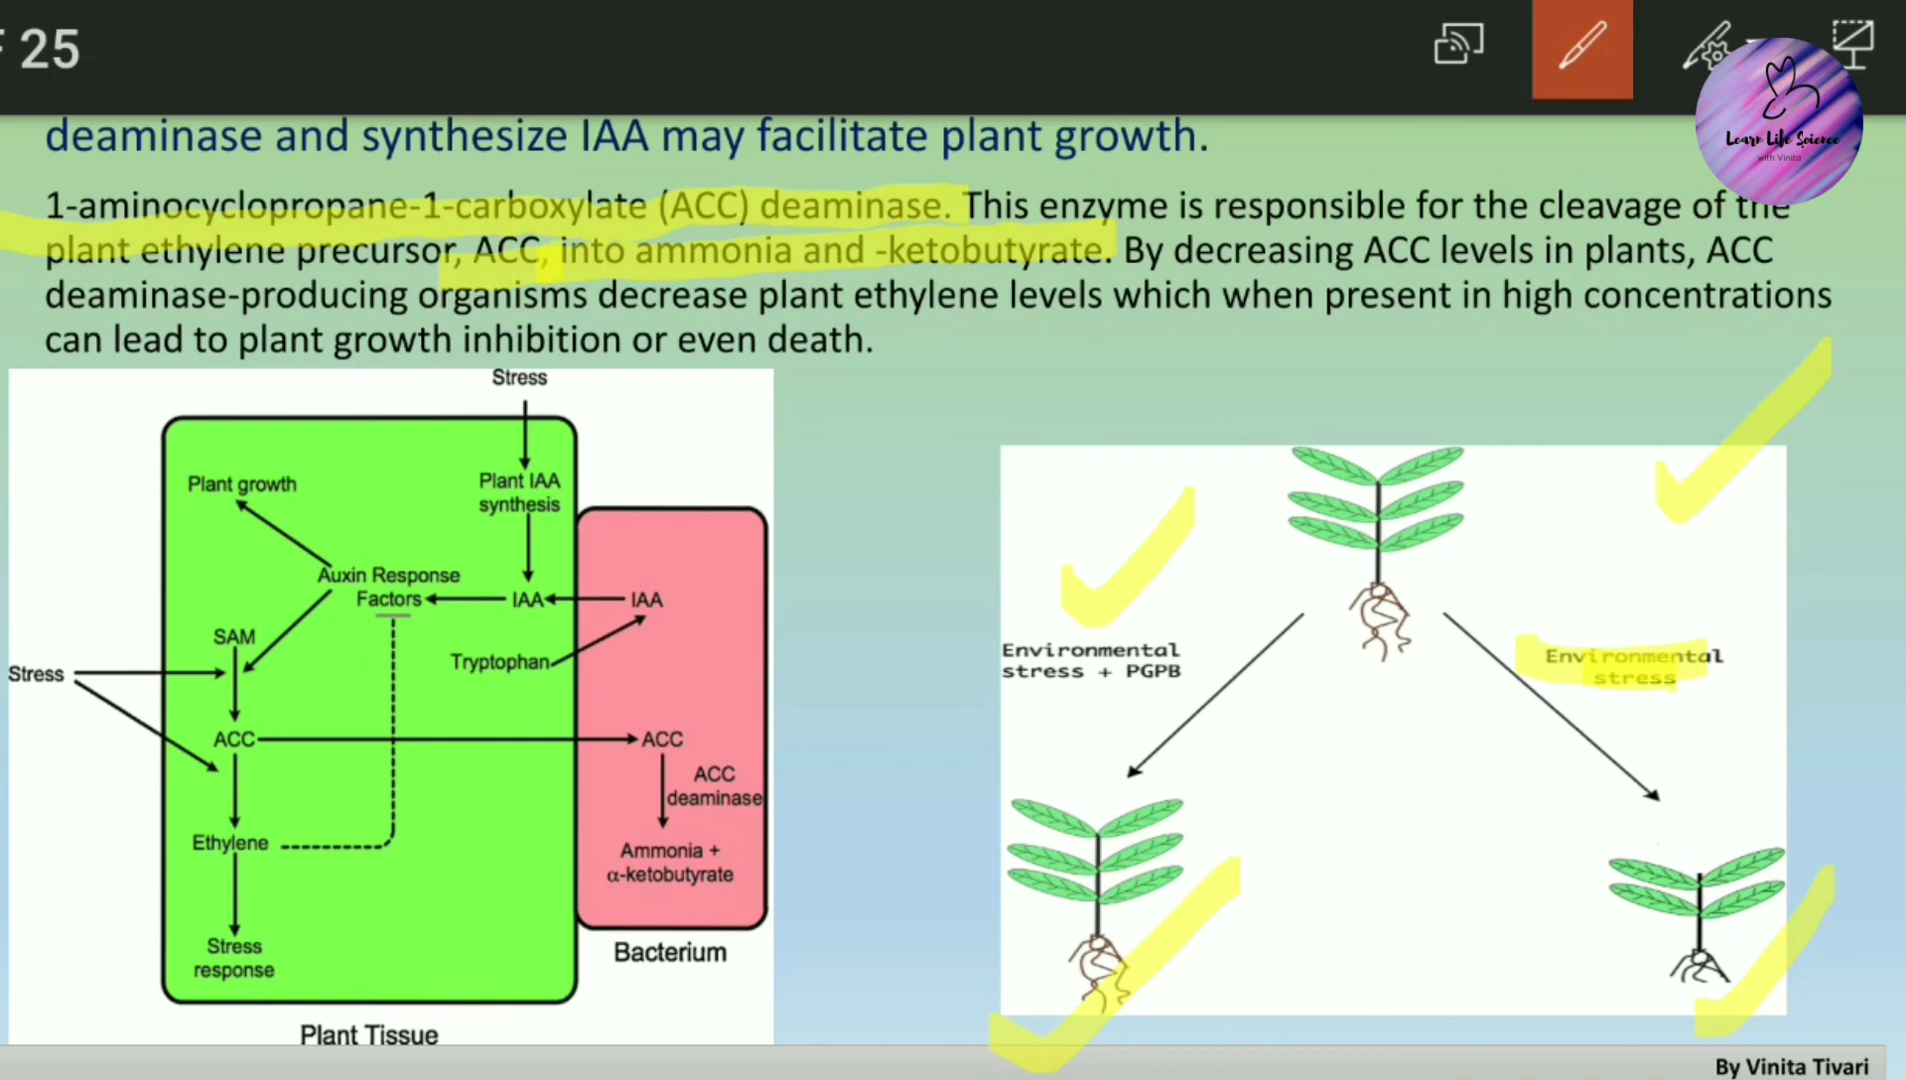 F 25
Learn Life Science
with Vinita
deaminase and synthesize IAA may facilitate plant growth.
1-aminocyclopropane-1-carboxylate (ACC) deaminase. This enzyme is responsible for the cleavage of the
plant ethylene precursor, ACC, into ammonia and -ketobutyrate. By decreasing ACC levels in plants, ACC
deaminase-producing organisms decrease plant ethylene levels which when present in high concentrations
can lead to plant growth inhibition or even death.
Stress
Plant growth
Plant IAA
synthesis
Auxin Response
Factors
IAA
IAA
SAM
Tryptophan
Stress
ACC
ACC
ACC
deaminase
Ethylene
Ammonia +
α-ketobutyrate
Stress
response
Bacterium
Plant Tissue
Environmental
stress + PGPB
Environmental
stress
By Vinita Tivari